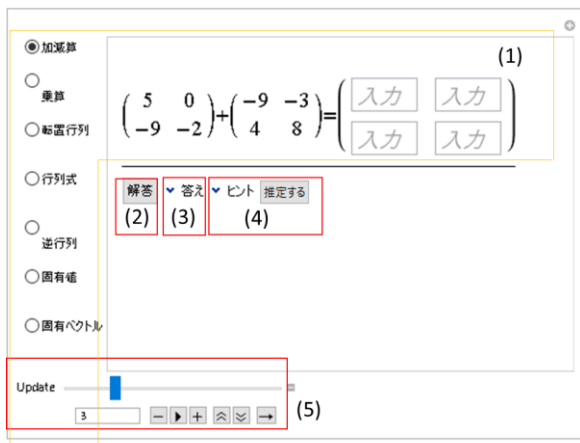 加減算
(1)
乗算
転置行列
( 5 0 -9 -2 )+( -9 -3 4 8 )=( 入力 入力 入力 入力 )
行列式
解答 答え ヒント 推定する
(2) (3) (4)
逆行列
固有値
固有ベクトル
Update
3
(5)